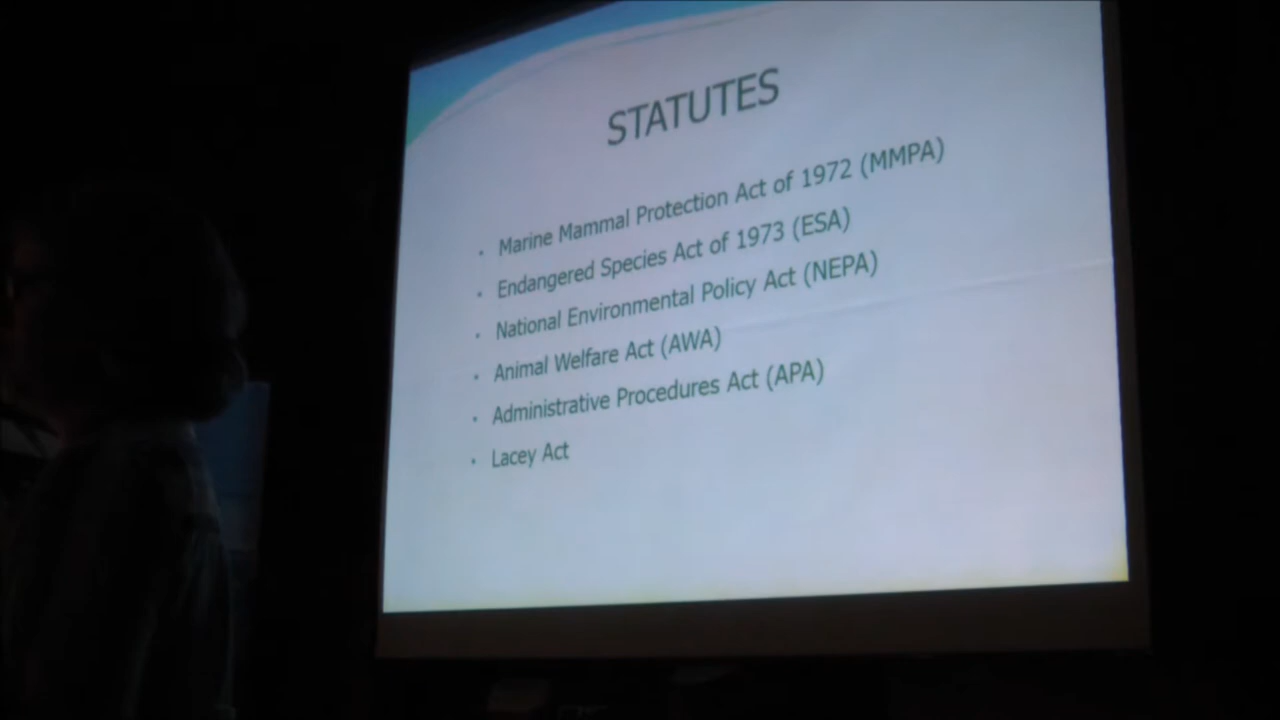 STATUTES
· Marine Mammal Protection Act of 1972 (MMPA)
· Endangered Species Act of 1973 (ESA)
· National Environmental Policy Act (NEPA)
· Animal Welfare Act (AWA)
· Administrative Procedures Act (APA)
· Lacey Act